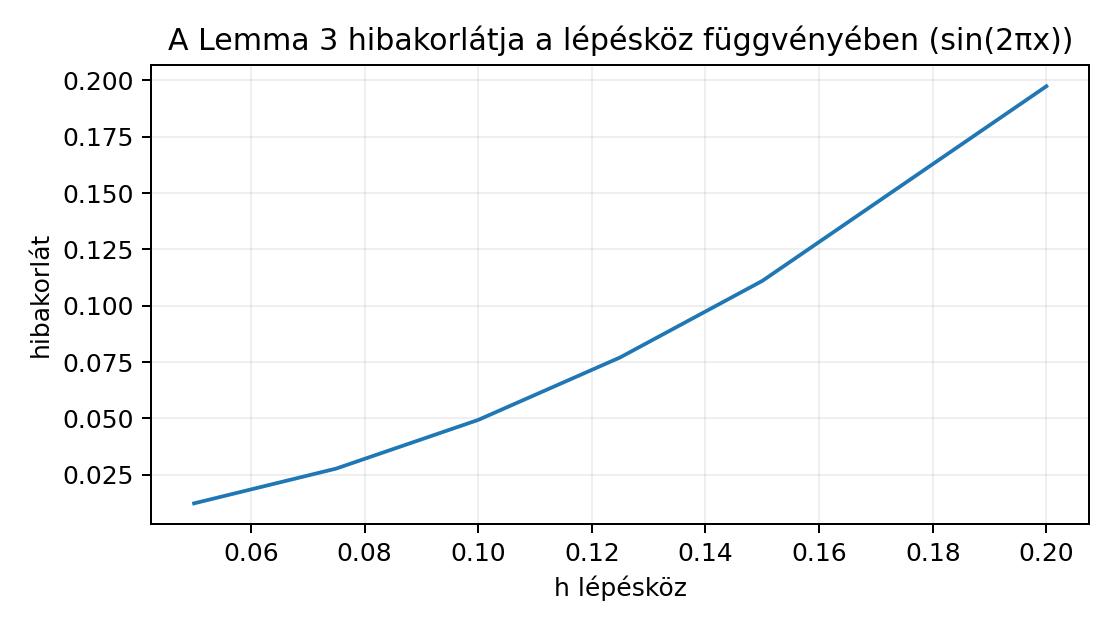 A Lemma 3 hibakorlátja a lépésköz függvényében (sin(2πx))
0.200
0.175
0.150
0.125
0.100
0.075
0.050
0.025
hibakorlát
0.06 0.08 0.10 0.12 0.14 0.16 0.18 0.20
h lépésköz